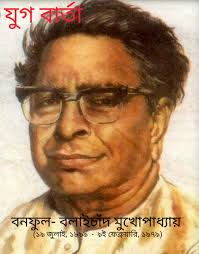 যুগ বার্তা
বনফুল- বলাইচাঁদ মুখোপাধ্যায়
(১৯ জুলাই, ১৮৯৯ - ৯ই ফেব্রুয়ারি, ১৯৭৯)